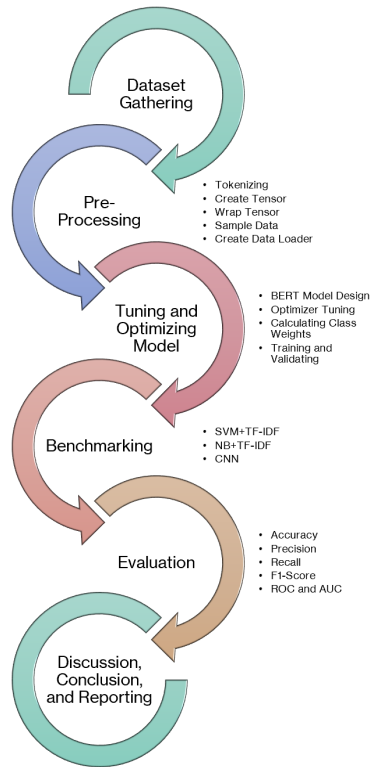 Dataset
Gathering
Pre-
Processing
• Tokenizing
• Create Tensor
• Wrap Tensor
• Sample Data
• Create Data Loader
Tuning and
Optimizing
Model
• BERT Model Design
• Optimizer Tuning
• Calculating Class
Weights
• Training and
Validating
Benchmarking
• SVM+TF-IDF
• NB+TF-IDF
• CNN
Evaluation
• Accuracy
• Precision
• Recall
• F1-Score
• ROC and AUC
Discussion,
Conclusion,
and Reporting